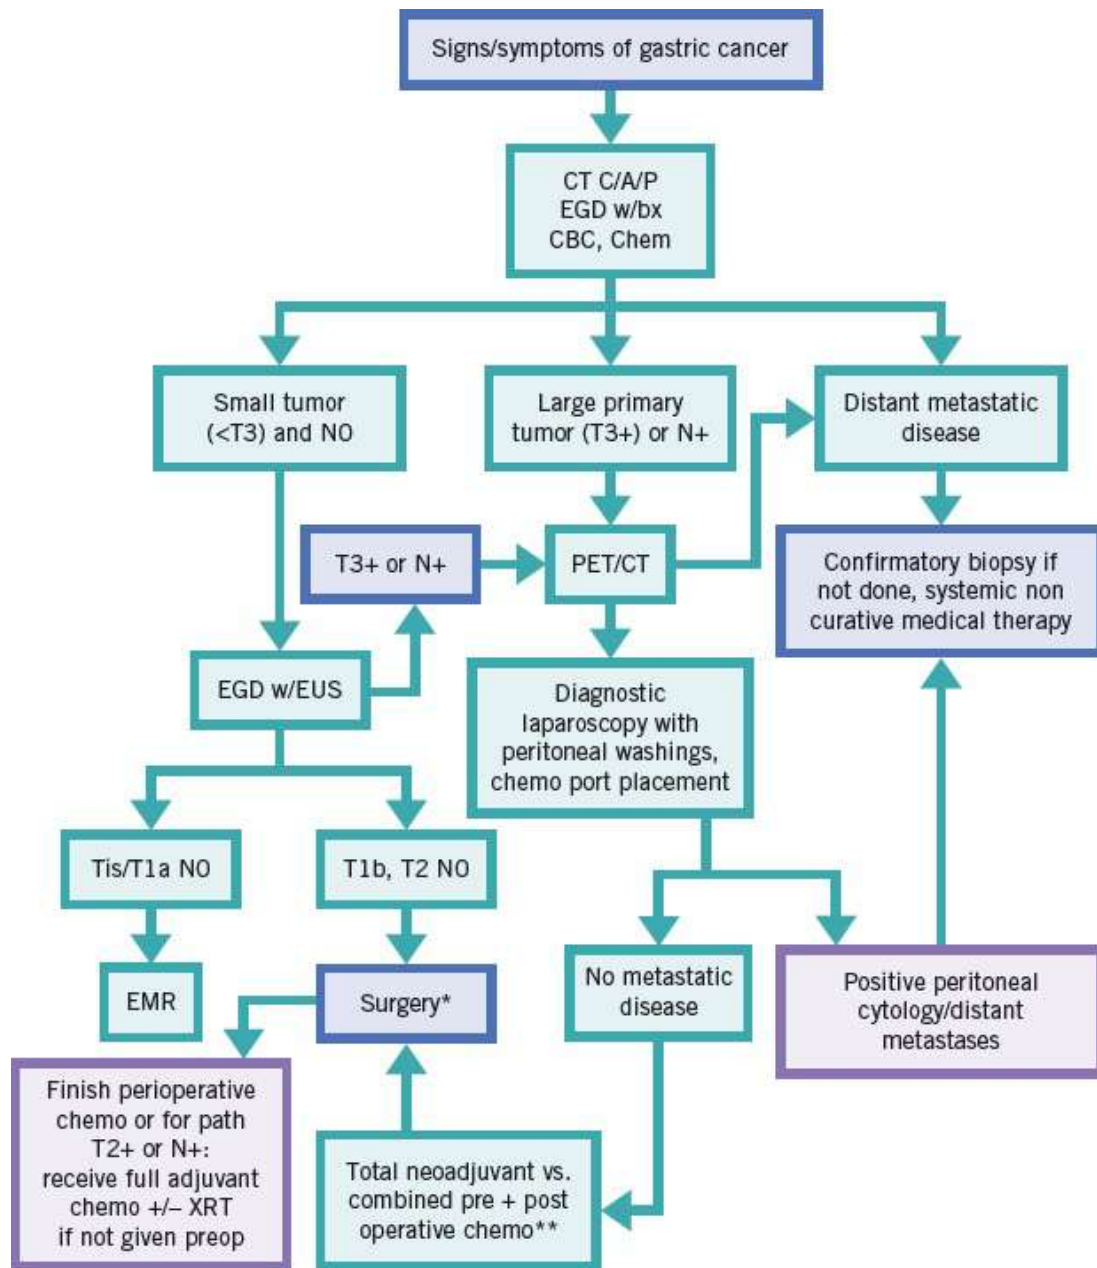 Signs/symptoms of gastric cancer
CT C/A/P
EGD w/bx
CBC, Chem
Small tumor
(<T3) and NO
Large primary
tumor (T3+) or N+
Distant metastatic
disease
T3+ or N+
PET/CT
Confirmatory biopsy if
not done, systemic non
curative medical therapy
EGD w/EUS
Diagnostic
laparoscopy with
peritoneal washings,
chemo port placement
Tis/T1a NO
T1b, T2 NO
EMR
Surgery*
No metastatic
disease
Positive peritoneal
cytology/distant
metastases
Finish perioperative
chemo or for path
T2+ or N+:
receive full adjuvant
chemo +/– XRT
if not given preop
Total neoadjuvant vs.
combined pre + post
operative chemo**